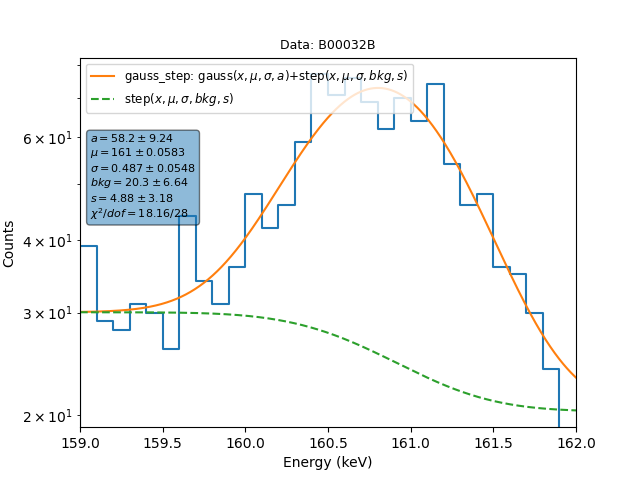 Data: B00032B
gauss_step: gauss(x, μ, σ, a)+step(x, μ, σ, bkg, s)
step(x, μ, σ, bkg, s)
a = 58.2 ± 9.24
μ = 161 ± 0.0583
σ = 0.487 ± 0.0548
bkg = 20.3 ± 6.64
s = 4.88 ± 3.18
χ²/dof = 18.16/28
6 × 10¹
4 × 10¹
3 × 10¹
2 × 10¹
Counts
159.0 159.5 160.0 160.5 161.0 161.5 162.0
Energy (keV)